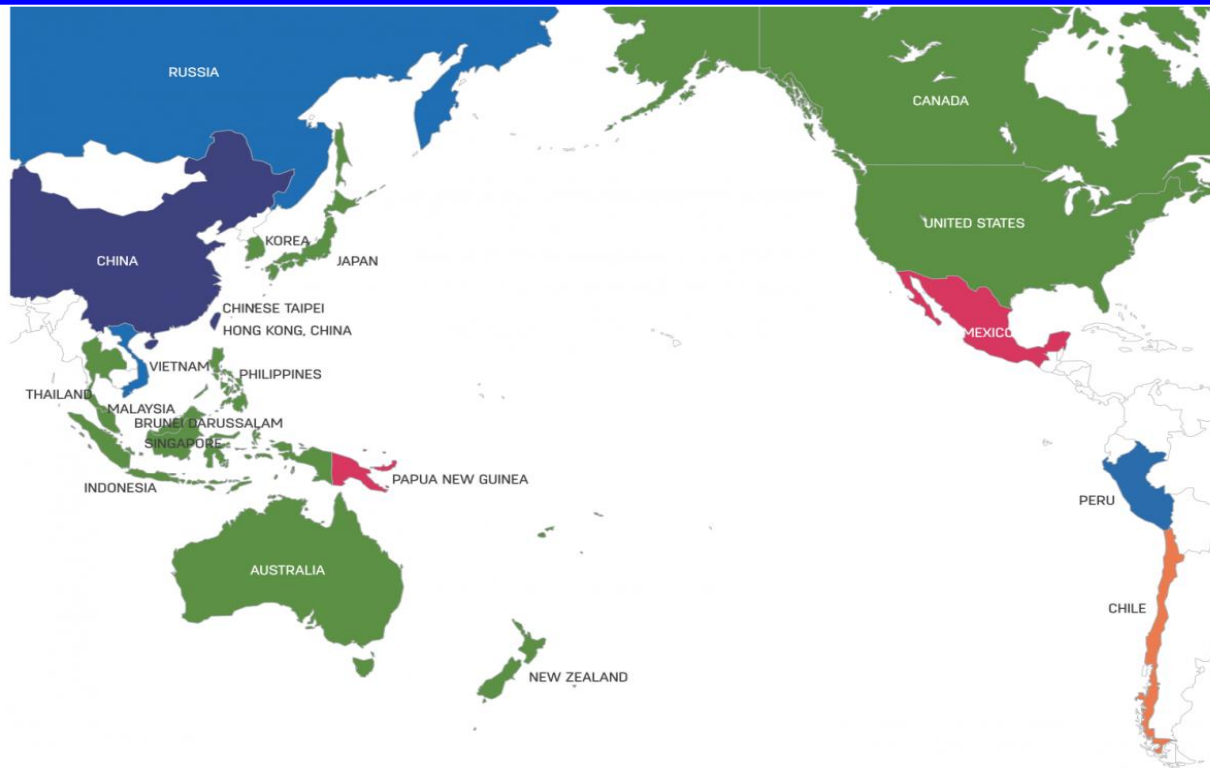 RUSSIA
CANADA
UNITED STATES
KOREA
JAPAN
CHINA
CHINESE TAIPEI
HONG KONG, CHINA
MEXICO
VIETNAM
PHILIPPINES
THAILAND
MALAYSIA
BRUNEI DARUSSALAM
SINGAPORE
INDONESIA
PAPUA NEW GUINEA
PERU
AUSTRALIA
CHILE
NEW ZEALAND